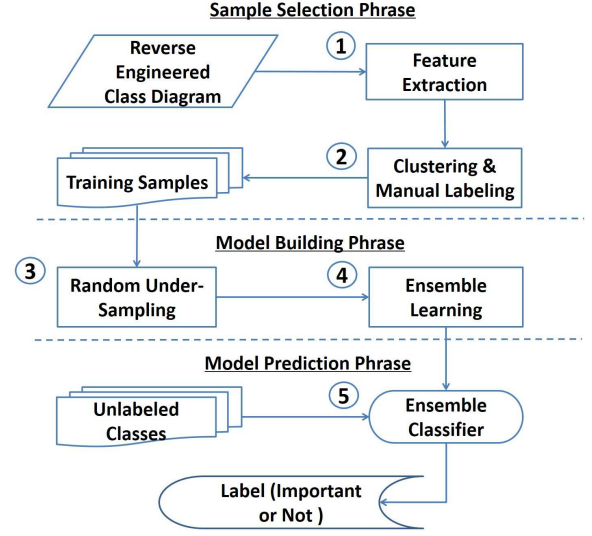 Sample Selection Phrase
Reverse
Engineered
Class Diagram
1
Feature
Extraction
2
Clustering &
Manual Labeling
Training Samples
Model Building Phrase
3
Random Under-
Sampling
4
Ensemble
Learning
Model Prediction Phrase
Unlabeled
Classes
5
Ensemble
Classifier
Label (Important
or Not )